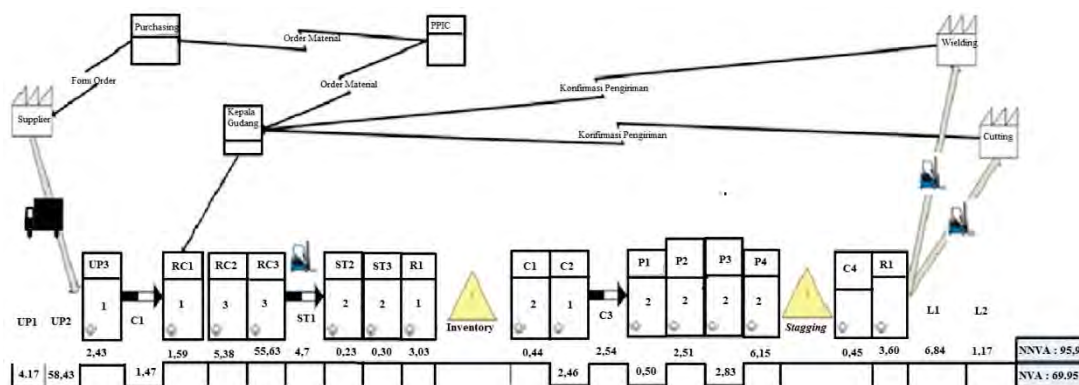 Purchasing
PPIC
Order Material
Wielding
Form Order
Order Material
Konfirmasi Pengiriman
Supplier
Kepala
Gudang
Konfirmasi Pengiriman
Cutting
UP3
RC1
RC2
RC3
ST2
ST3
R1
C1
C2
P1
P2
P3
P4
C4
R1
1
1
3
3
2
2
1
2
1
2
2
2
2
UP1
UP2
C1
ST1
Inventory
C3
Stagging
L1
L2
2,43
1,59
5,38
55,63
4,7
0,23
0,30
3,03
0,44
2,54
2,51
6,15
0,45
3,60
6,84
1,17
NNVA : 95,9
4.17
58,43
1,47
2,46
0,50
2,83
NVA : 69.95